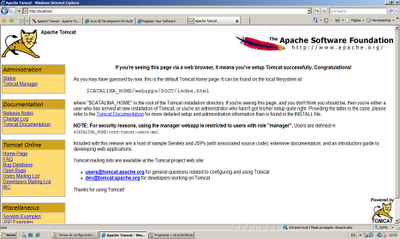 Apache Tomcat - Windows Internet Explorer
http://localhost/
Apache Tomcat
Register Your Software
Apache Tomcat
Página
Herramientas
Apache Tomcat
The Apache Software Foundation
http://www.apache.org/
Administration
Status
Tomcat Manager
Documentation
Release Notes
Change Log
Tomcat Documentation
Tomcat Online
Home Page
FAQ
Bug Database
Open Bugs
Users Mailing List
Developers Mailing List
IRC
Miscellaneous
Servlets Examples
JSP Examples
If you're seeing this page via a web browser, it means you've setup Tomcat successfully. Congratulations!
As you may have guessed by now, this is the default Tomcat home page. It can be found on the local filesystem at:
$CATALINA_HOME/webapps/ROOT/index.html
where "$CATALINA_HOME" is the root of the Tomcat installation directory. If you're seeing this page, and you don't think you should be, then you're either a
user who has arrived at new installation of Tomcat, or you're an administrator who hasn't got his/her setup quite right. Providing the latter is the case, please
refer to the Tomcat Documentation for more detailed setup and administration information than is found in the INSTALL file.
NOTE: For security reasons, using the manager webapp is restricted to users with role "manager". Users are defined in
$CATALINA_HOME/conf/tomcat-users.xml
Included with this release are a host of sample Servlets and JSPs (with associated source code), extensive documentation, and an introductory guide to
developing web applications.
Tomcat mailing lists are available at the Tomcat project web site:
users@tomcat.apache.org for general questions related to configuring and using Tomcat
dev@tomcat.apache.org for developers working on Tomcat
Thanks for using Tomcat!
Powered by
TOMCAT
Inicio